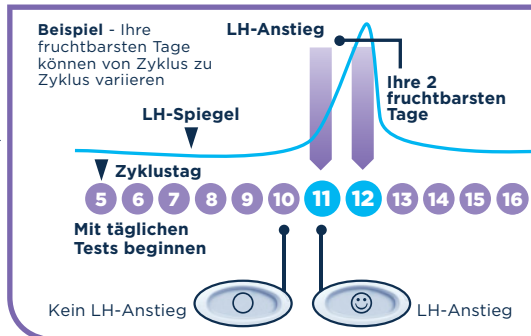 Beispiel - Ihre
fruchtbarsten Tage
können von Zyklus zu
Zyklus variieren
LH-Anstieg
Ihre 2
fruchtbarsten
Tage
LH-Spiegel
Zyklustag
5 6 7 8 9 10 11 12 13 14 15 16
Mit täglichen
Tests beginnen
Kein LH-Anstieg
LH-Anstieg